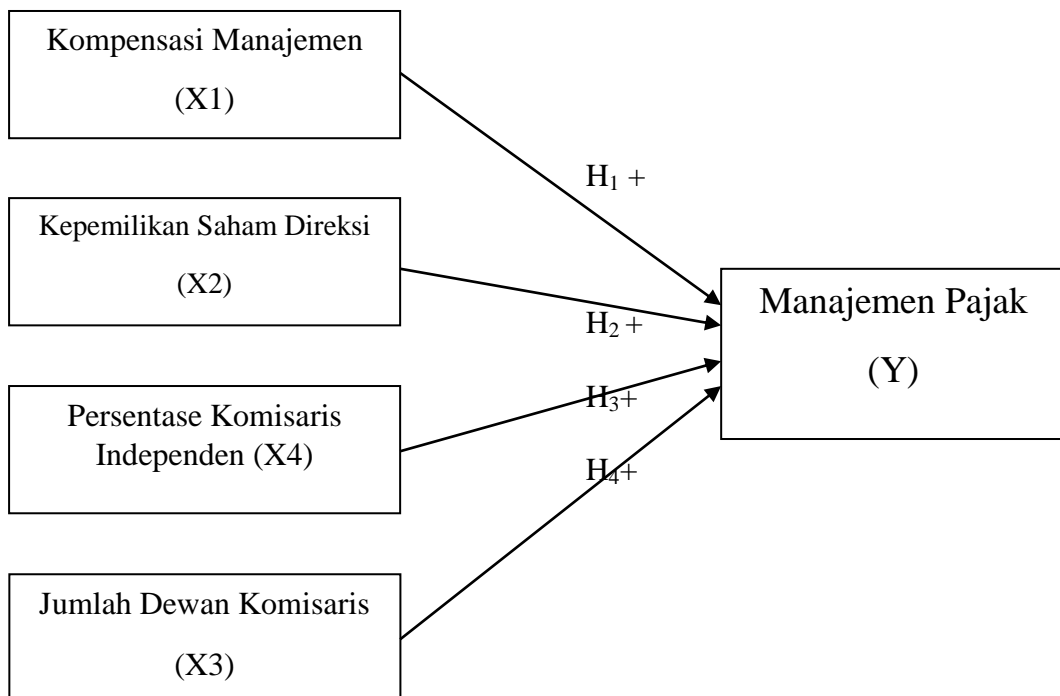 Kompensasi Manajemen
(X1)
H₁ +
Kepemilikan Saham Direksi
(X2)
H₂ +
Manajemen Pajak
(Y)
Persentase Komisaris
Independen (X4)
H₃+
H₄+
Jumlah Dewan Komisaris
(X3)